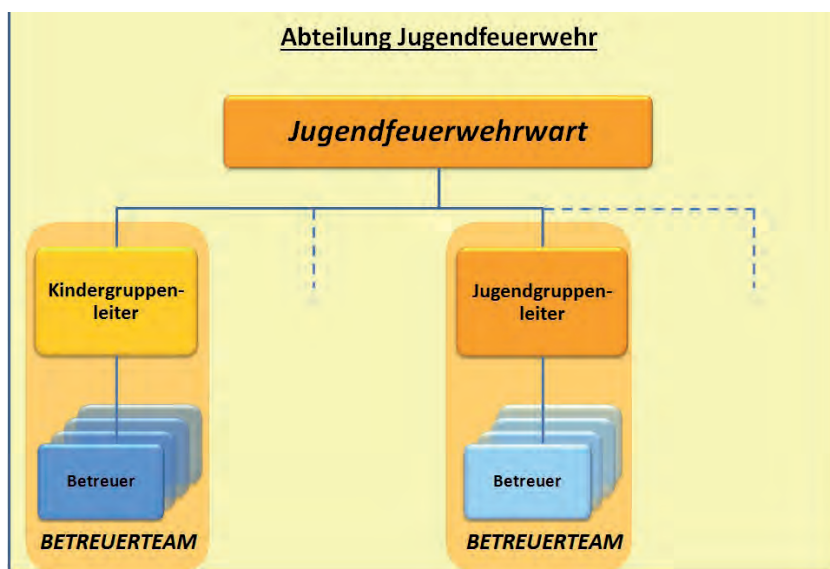 Abteilung Jugendfeuerwehr
Jugendfeuerwehrwart
Kindergruppen-
leiter
Betreuer
BETREUERTEAM
Jugendgruppen-
leiter
Betreuer
BETREUERTEAM